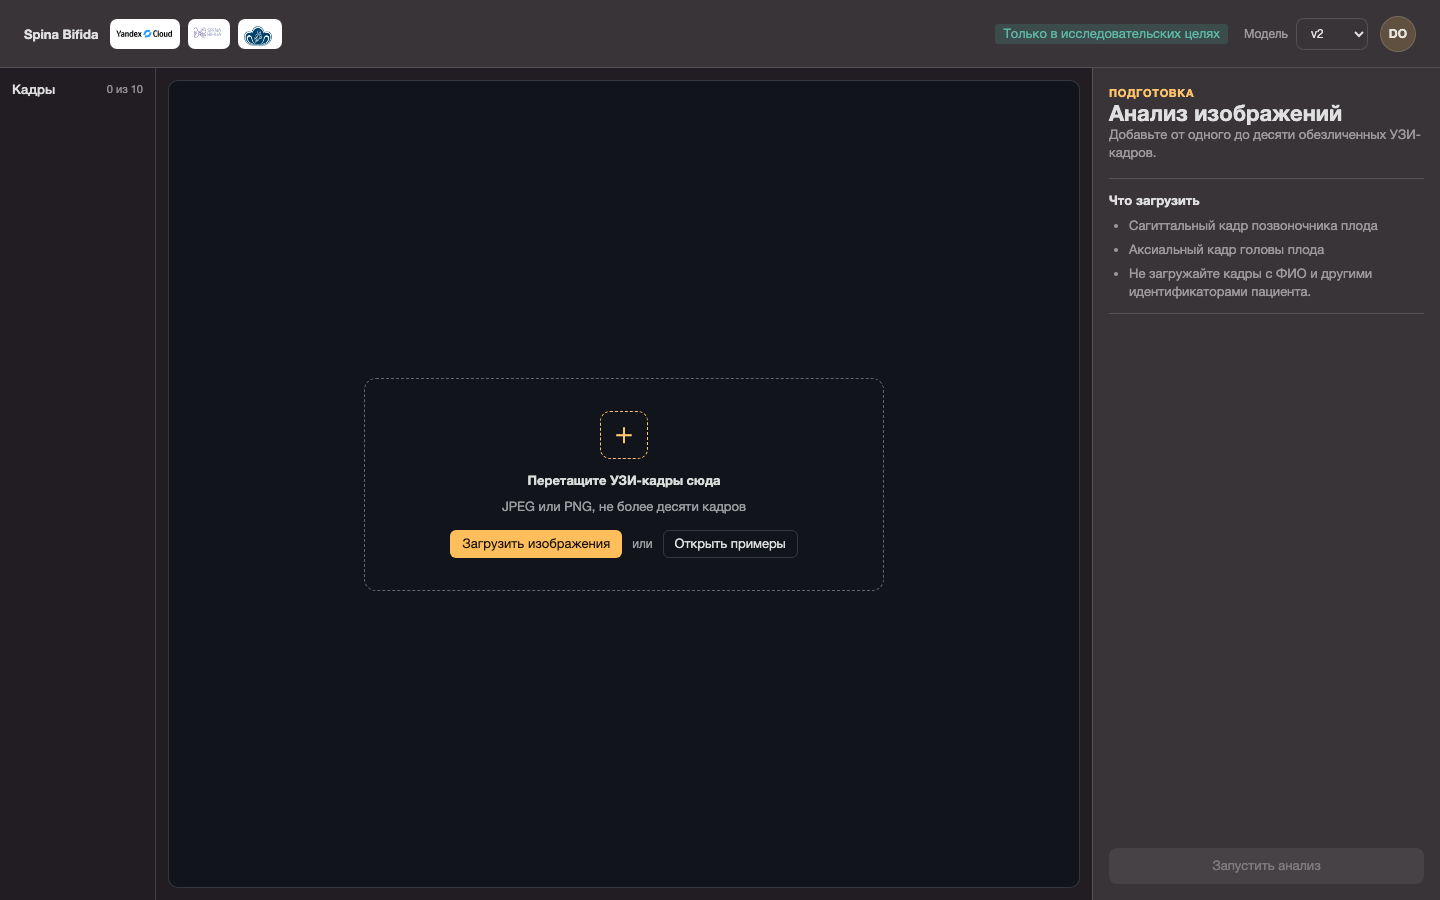 Spina Bifida
Yandex Cloud
Только в исследовательских целях
Модель
v2
DO
Кадры
0 из 10
Перетащите УЗИ-кадры сюда
JPEG или PNG, не более десяти кадров
Загрузить изображения
или
Открыть примеры
ПОДГОТОВКА
Анализ изображений
Добавьте от одного до десяти обезличенных УЗИ-
кадров.
Что загрузить
Сагиттальный кадр позвоночника плода
Аксиальный кадр головы плода
Не загружайте кадры с ФИО и другими
идентификаторами пациента.
Запустить анализ